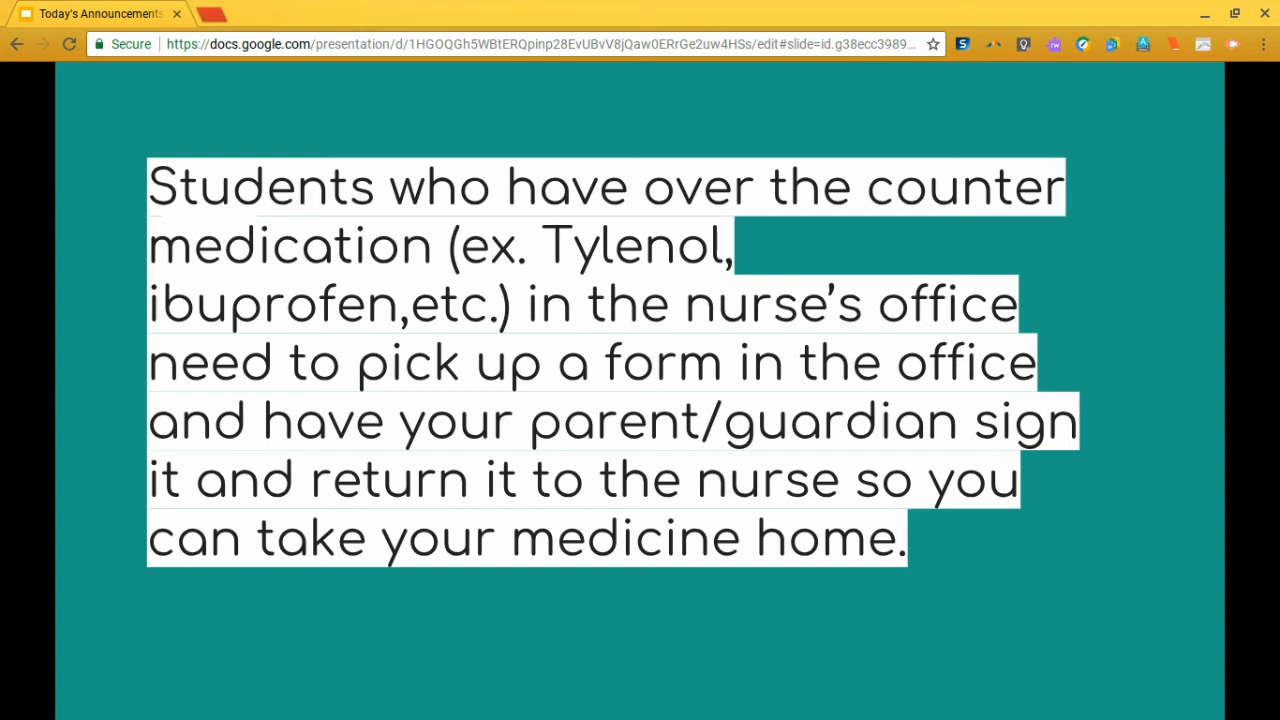 Today's Announcements
Secure
https://docs.google.com/presentation/d/1HGOQGh5WBtERQpinp28EvUBvV8jQaw0ERrGe2uw4HSs/edit#slide=id.g38ecc3989...
Students who have over the counter
medication (ex. Tylenol,
ibuprofen,etc.) in the nurse’s office
need to pick up a form in the office
and have your parent/guardian sign
it and return it to the nurse so you
can take your medicine home.